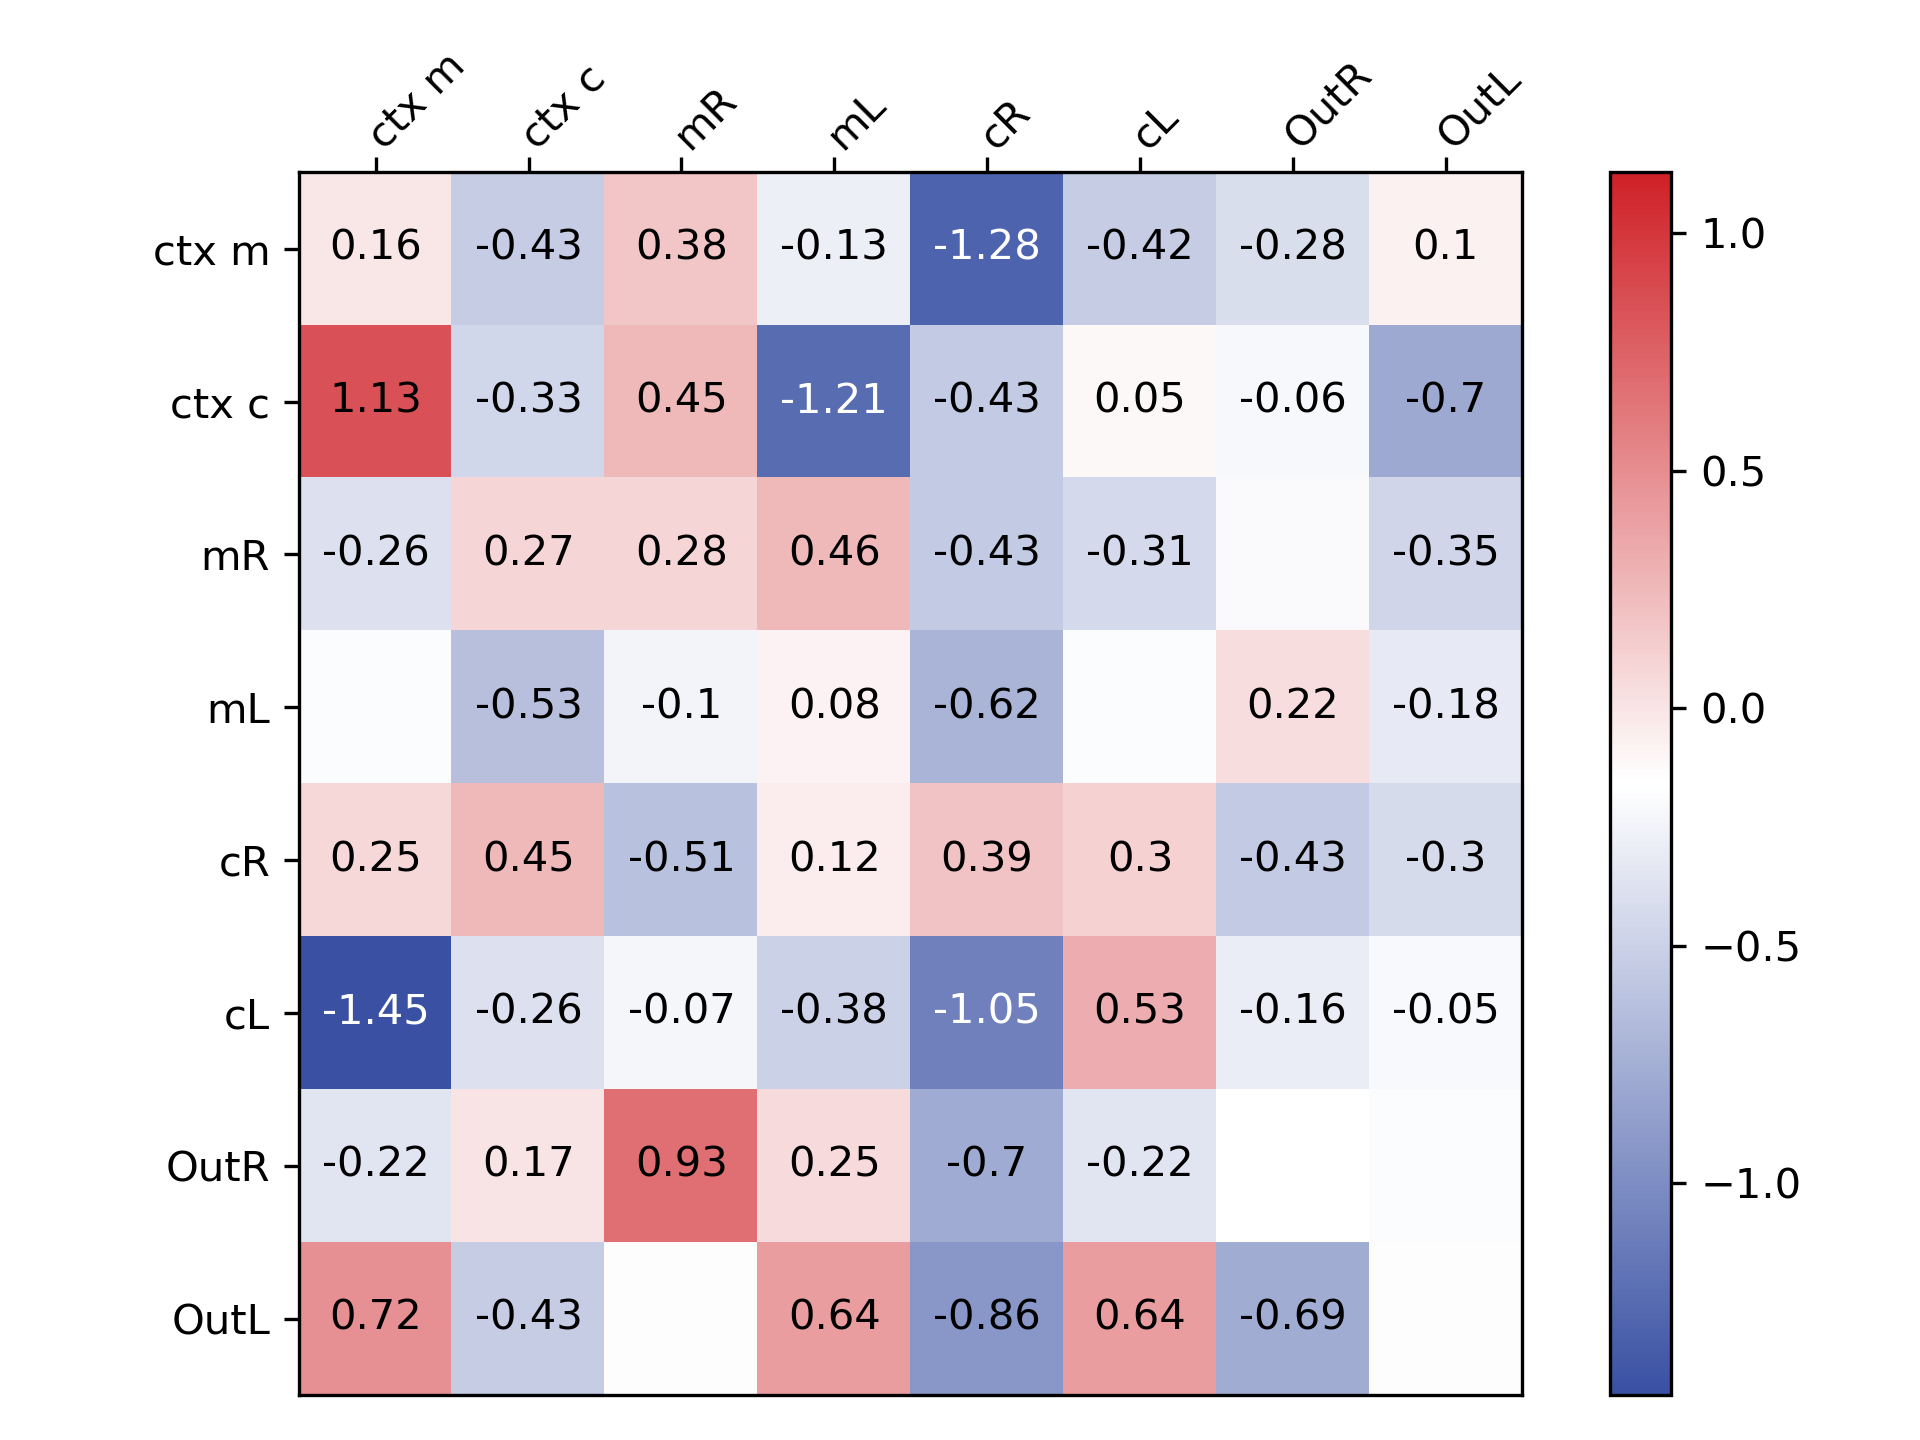 ctx m ctx c mR mL cR cL OutR OutL
ctx m 0.16 -0.43 0.38 -0.13 -1.28 -0.42 -0.28 0.1
ctx c 1.13 -0.33 0.45 -1.21 -0.43 0.05 -0.06 -0.7
mR -0.26 0.27 0.28 0.46 -0.43 -0.31 -0.35
mL -0.53 -0.1 0.08 -0.62 0.22 -0.18
cR 0.25 0.45 -0.51 0.12 0.39 0.3 -0.43 -0.3
cL -1.45 -0.26 -0.07 -0.38 -1.05 0.53 -0.16 -0.05
OutR -0.22 0.17 0.93 0.25 -0.7 -0.22
OutL 0.72 -0.43 0.64 -0.86 0.64 -0.69
1.0
0.5
0.0
−0.5
−1.0